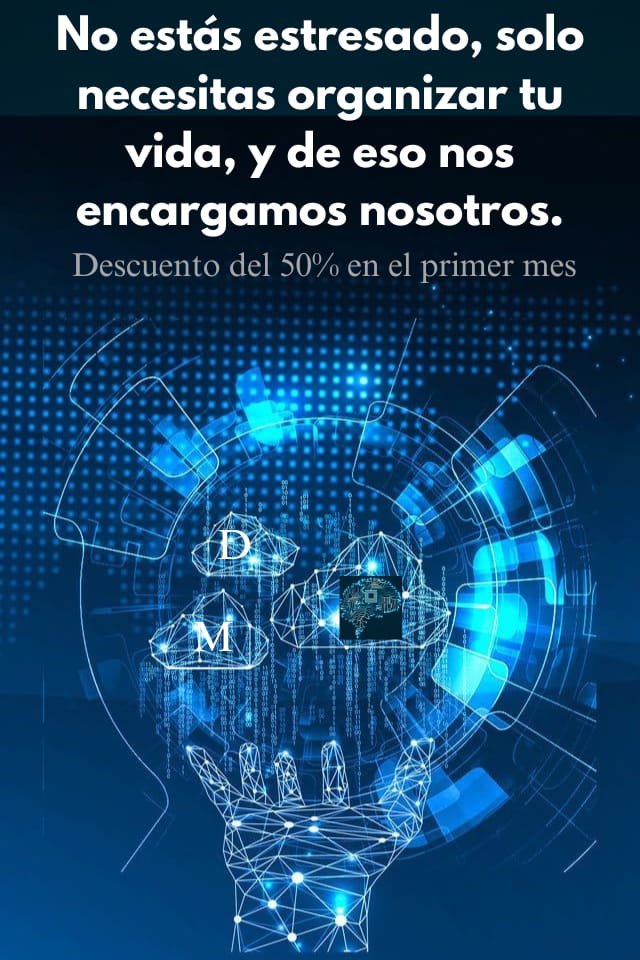 No estás estresado, solo
necesitas organizar tu
vida, y de eso nos
encargamos nosotros.
Descuento del 50% en el primer mes
D
M